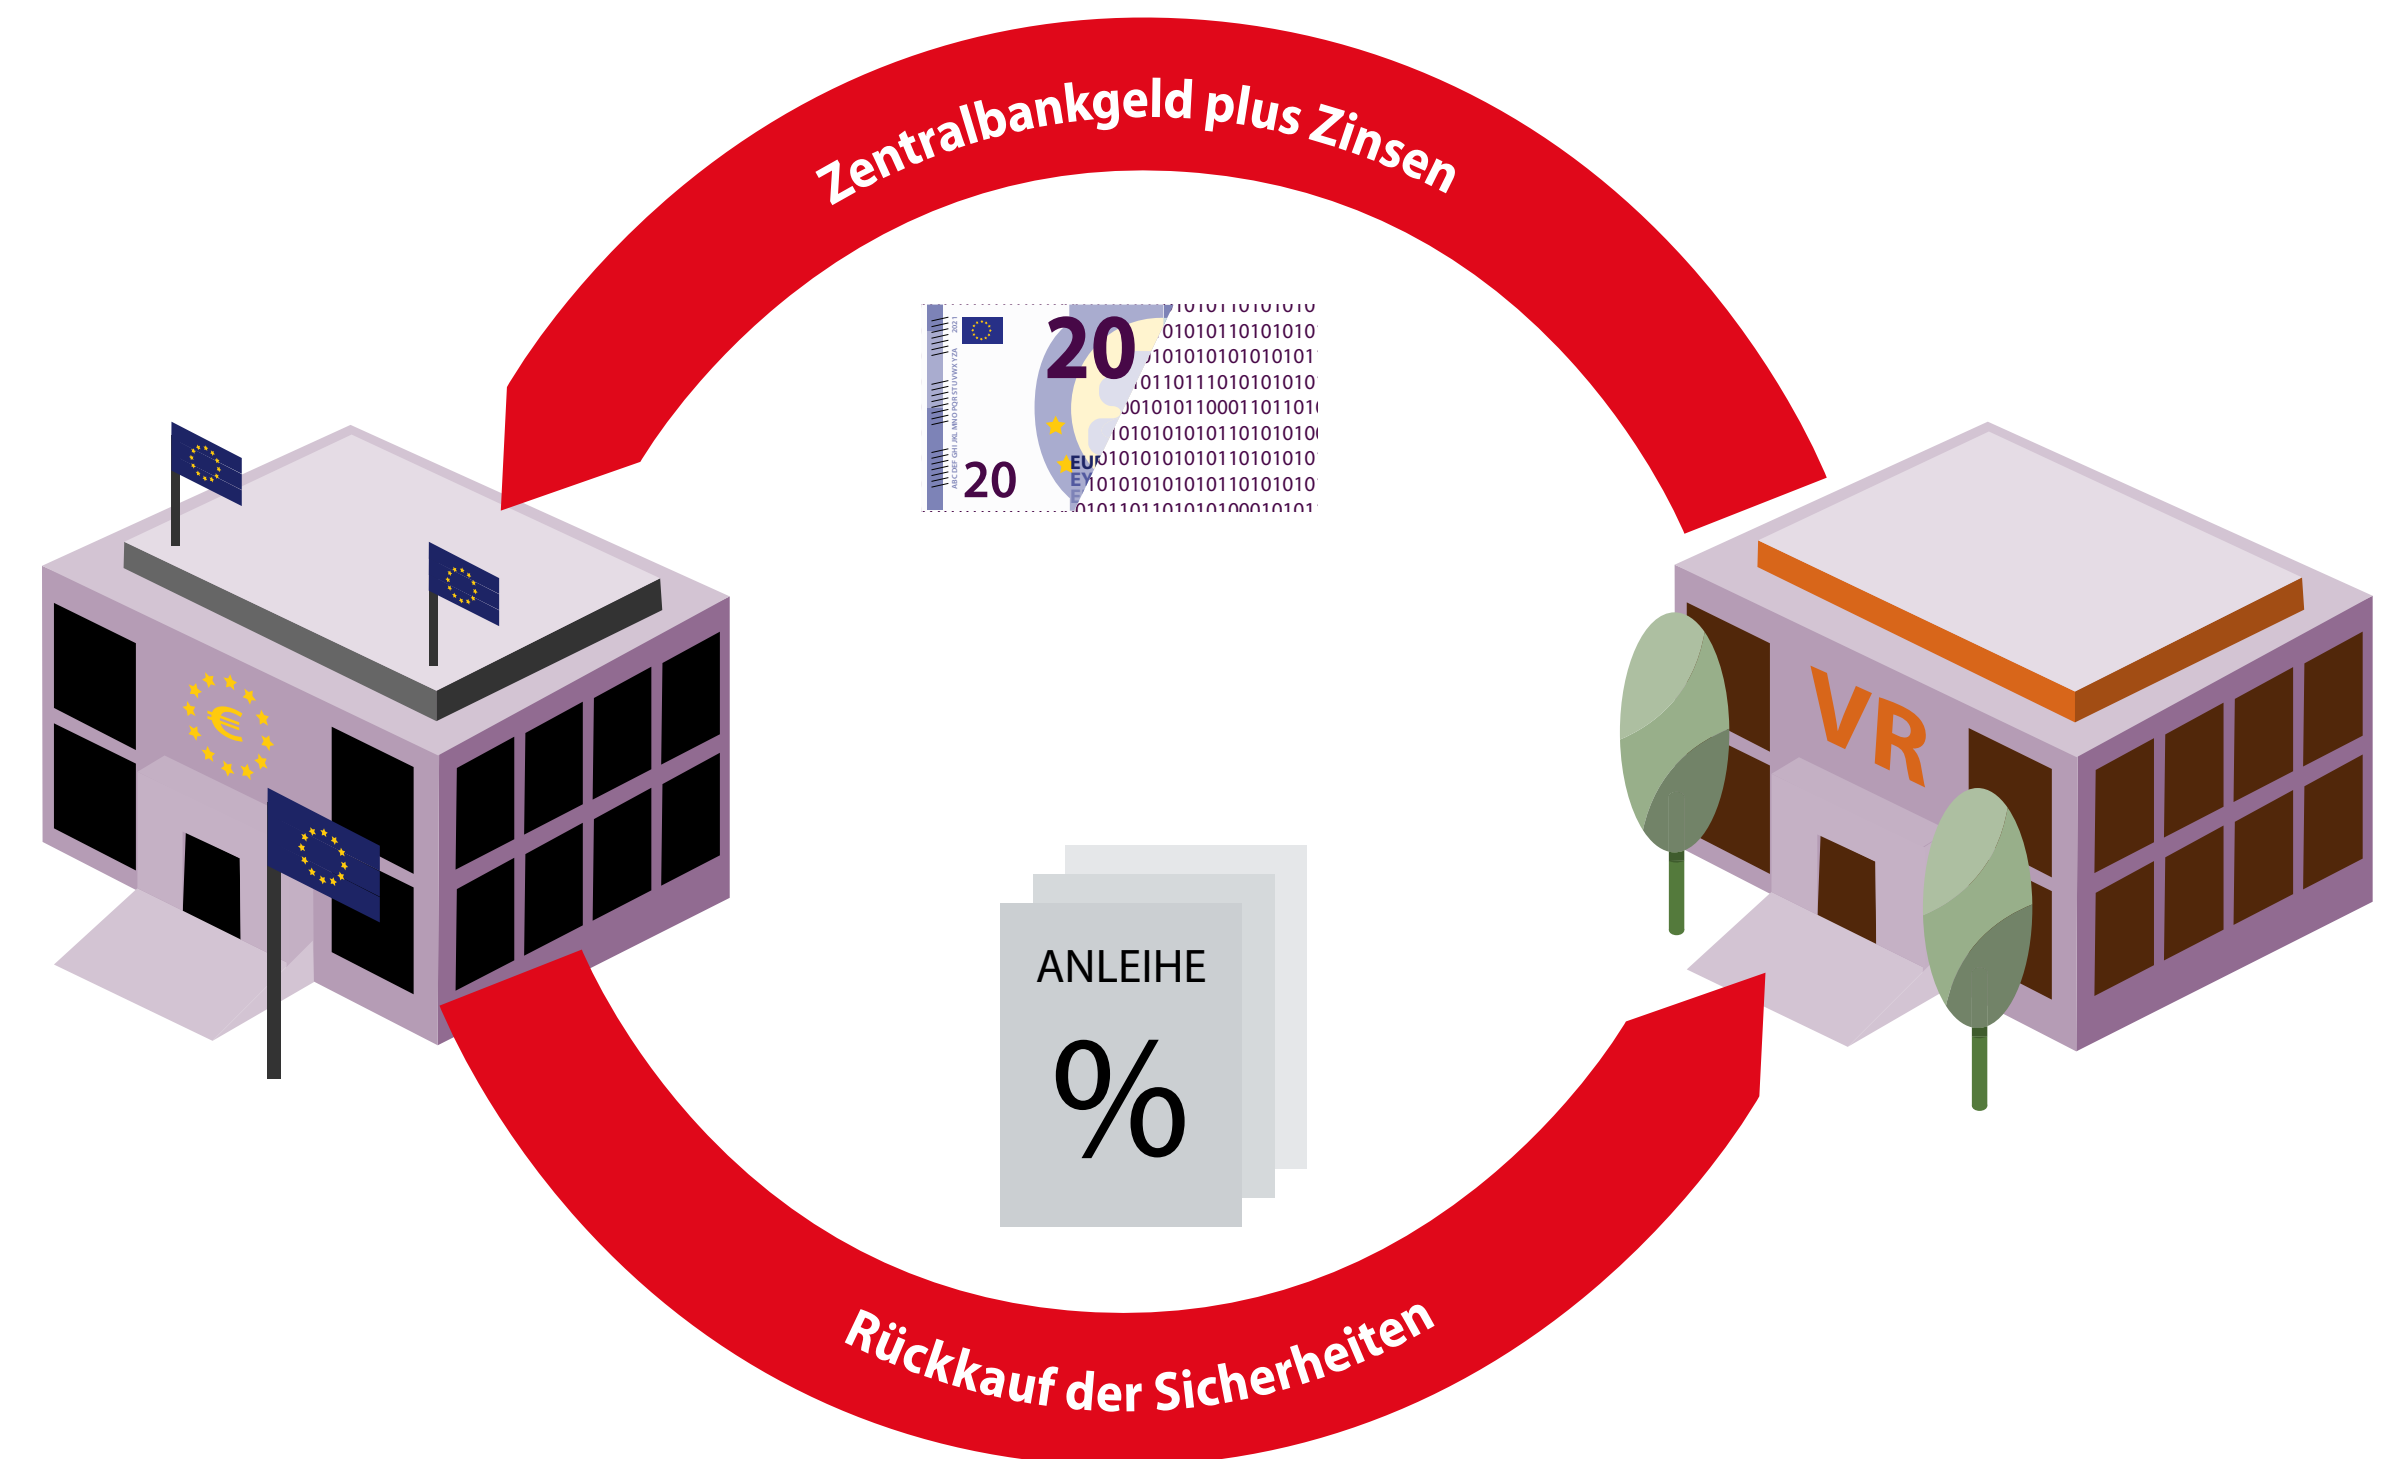 Zentralbankgeld plus Zinsen
20
20
VR
ANLEIHE
%
Rückkauf der Sicherheiten